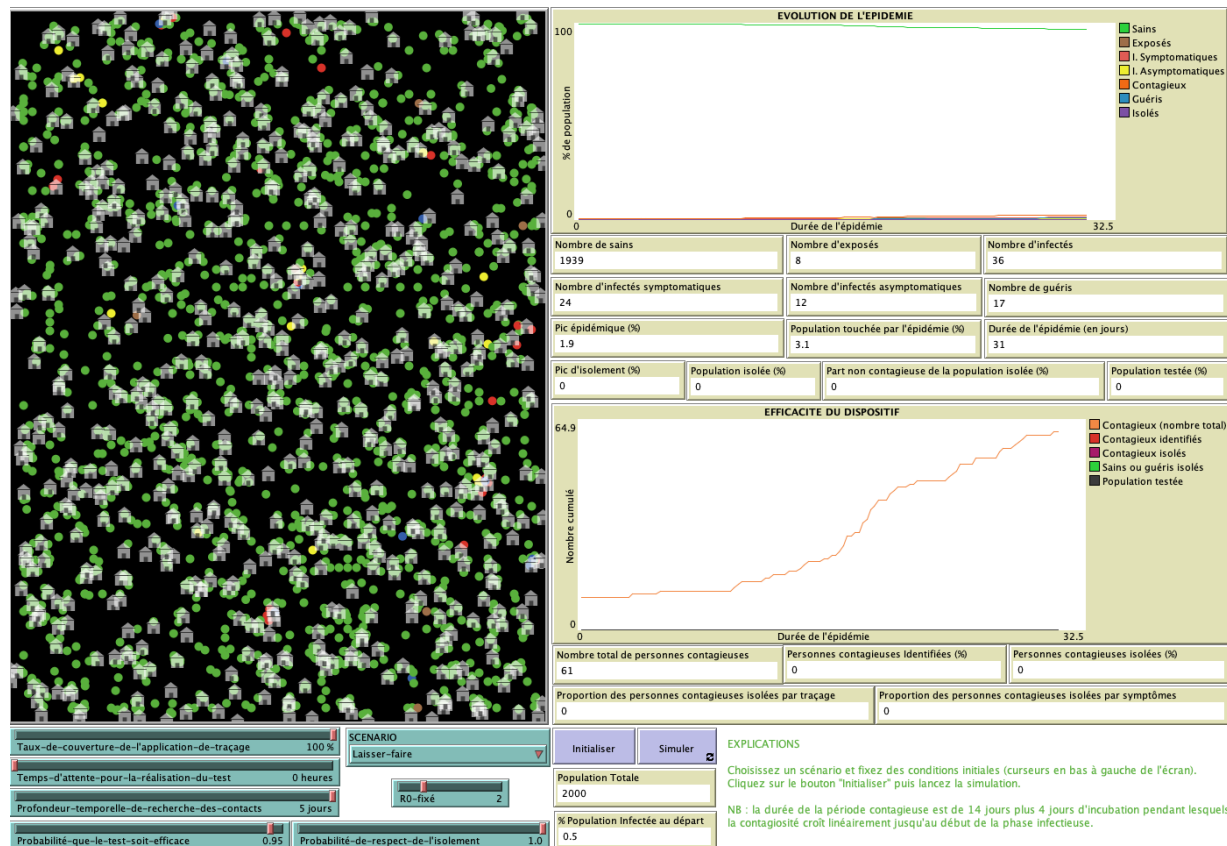 EVOLUTION DE L'EPIDEMIE
100
% de population
0
0
Durée de l'épidémie
32.5
Sains
Exposés
I. Symptomatiques
I. Asymptomatiques
Contagieux
Guéris
Isolés
Nombre de sains
1939
Nombre d'exposés
8
Nombre d'infectés
36
Nombre d'infectés symptomatiques
24
Nombre d'infectés asymptomatiques
12
Nombre de guéris
17
Pic épidémique (%)
1.9
Population touchée par l'épidémie (%)
3.1
Durée de l'épidémie (en jours)
31
Pic d'isolement (%)
0
Population isolée (%)
0
Part non contagieuse de la population isolée (%)
0
Population testée (%)
0
EFFICACITE DU DISPOSITIF
64.9
Nombre cumulé
0
0
Durée de l'épidémie
32.5
Contagieux (nombre total)
Contagieux identifiés
Contagieux isolés
Sains ou guéris isolés
Population testée
Nombre total de personnes contagieuses
61
Personnes contagieuses Identifiées (%)
0
Personnes contagieuses isolées (%)
0
Proportion des personnes contagieuses isolées par traçage
0
Proportion des personnes contagieuses isolées par symptômes
0
Taux-de-couverture-de-l'application-de-traçage 100 %
Temps-d'attente-pour-la-réalisation-du-test 0 heures
Profondeur-temporelle-de-recherche-des-contacts 5 jours
Probabilité-que-le-test-soit-efficace 0.95
Probabilité-de-respect-de-l'isolement 1.0
SCENARIO
Laisser-faire
R0-fixé 2
Initialiser
Simuler
Population Totale
2000
% Population Infectée au départ
0.5
EXPLICATIONS
Choisissez un scénario et fixez des conditions initiales (curseurs en bas à gauche de l'écran).
Cliquez sur le bouton "Initialiser" puis lancez la simulation.
NB : la durée de la période contagieuse est de 14 jours plus 4 jours d'incubation pendant lesquels
la contagiosité croît linéairement jusqu'au début de la phase infectieuse.